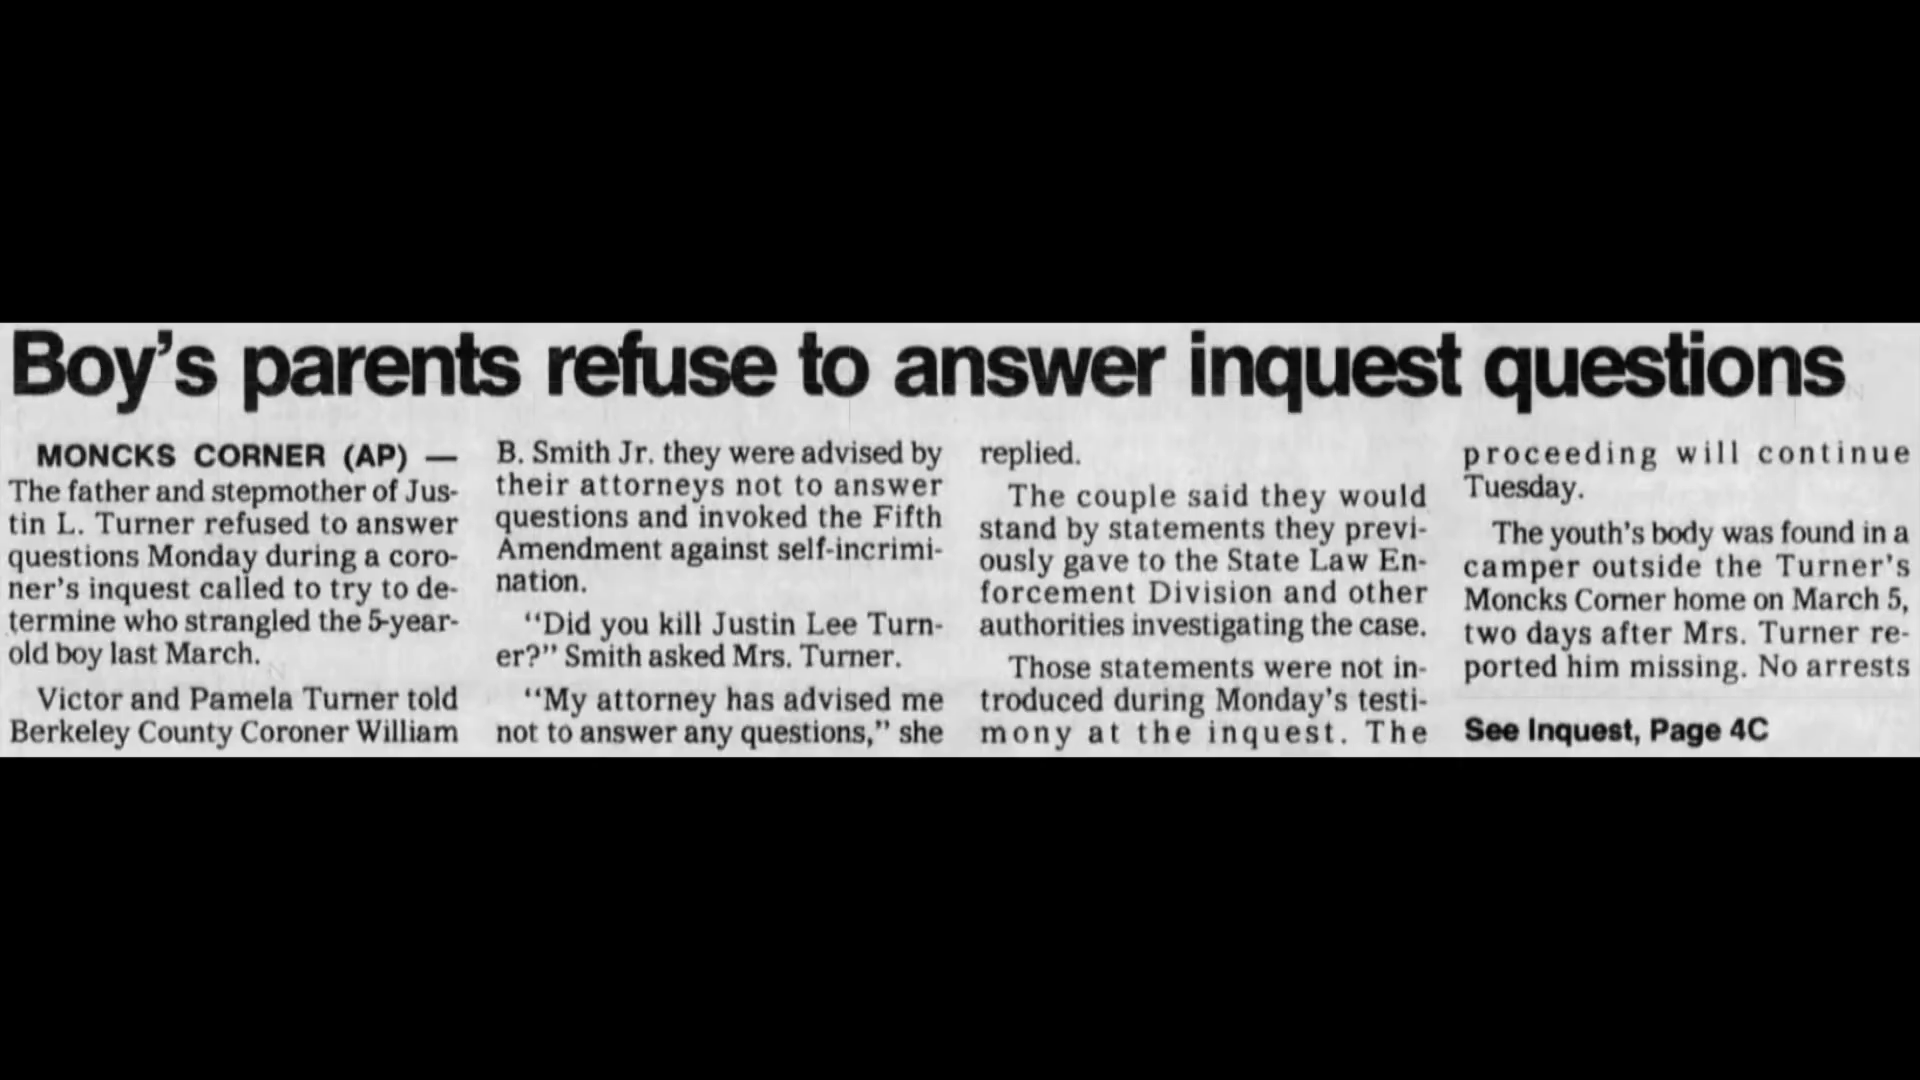 Boy's parents refuse to answer inquest questions
MONCKS CORNER (AP) —
The father and stepmother of Jus-
tin L. Turner refused to answer
questions Monday during a coro-
ner's inquest called to try to de-
termine who strangled the 5-year-
old boy last March.
Victor and Pamela Turner told
Berkeley County Coroner William
B. Smith Jr. they were advised by
their attorneys not to answer
questions and invoked the Fifth
Amendment against self-incrimi-
nation.
"Did you kill Justin Lee Turn-
er?" Smith asked Mrs. Turner.
"My attorney has advised me
not to answer any questions," she
replied.
The couple said they would
stand by statements they previ-
ously gave to the State Law En-
forcement Division and other
authorities investigating the case.
Those statements were not in-
troduced during Monday's testi-
mony at the inquest. The
proceeding will continue
Tuesday.
The youth's body was found in a
camper outside the Turner's
Moncks Corner home on March 5,
two days after Mrs. Turner re-
ported him missing. No arrests
See Inquest, Page 4C